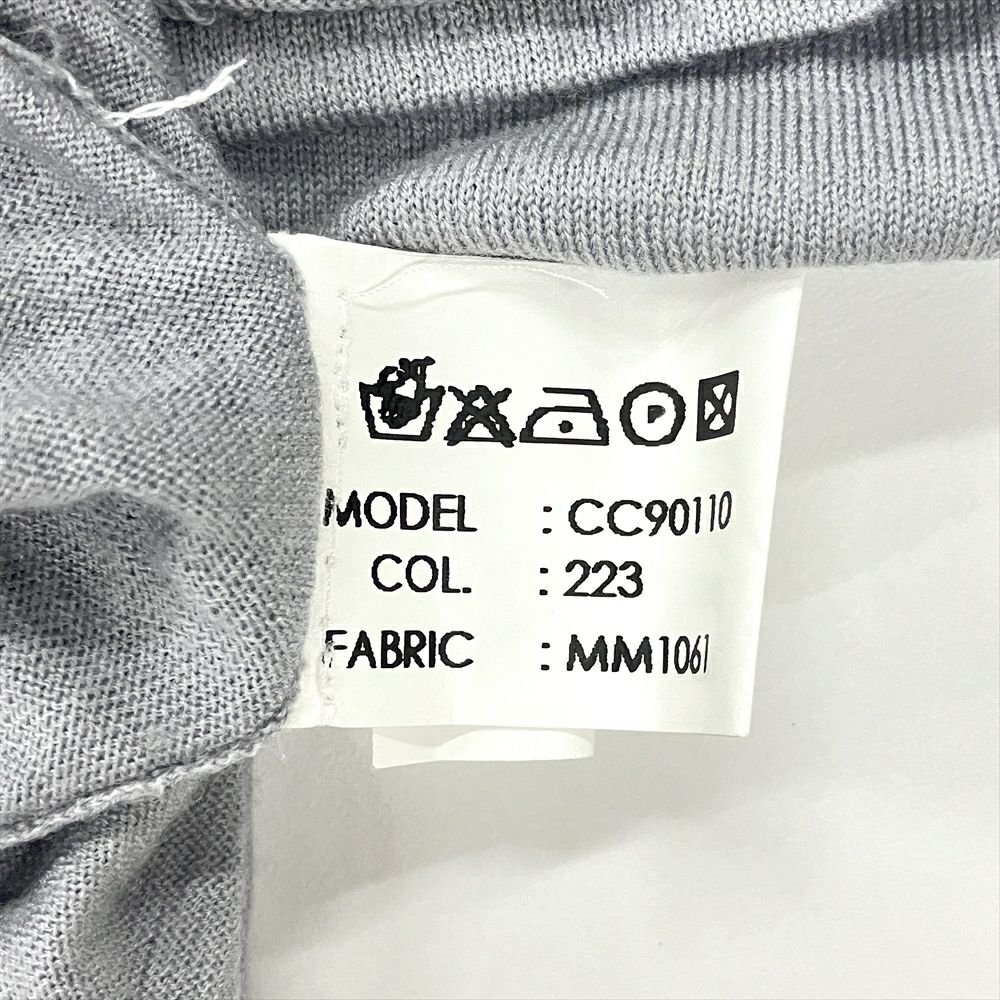 P
MODEL : CC90110
COL. : 223
FABRIC : MM1061